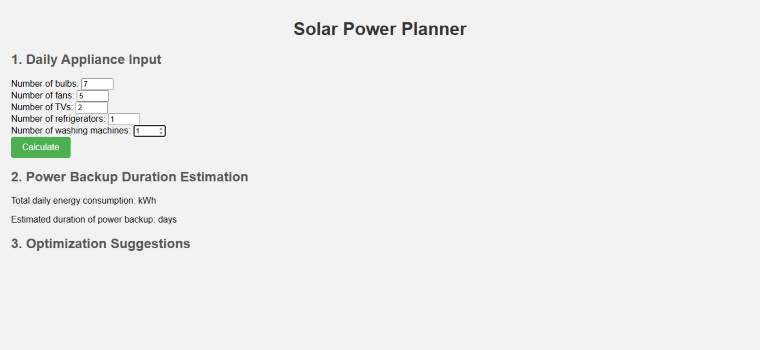 Solar Power Planner
1. Daily Appliance Input
Number of bulbs: 7
Number of fans: 5
Number of TVs: 2
Number of refrigerators: 1
Number of washing machines: 1
Calculate
2. Power Backup Duration Estimation
Total daily energy consumption: kWh
Estimated duration of power backup: days
3. Optimization Suggestions